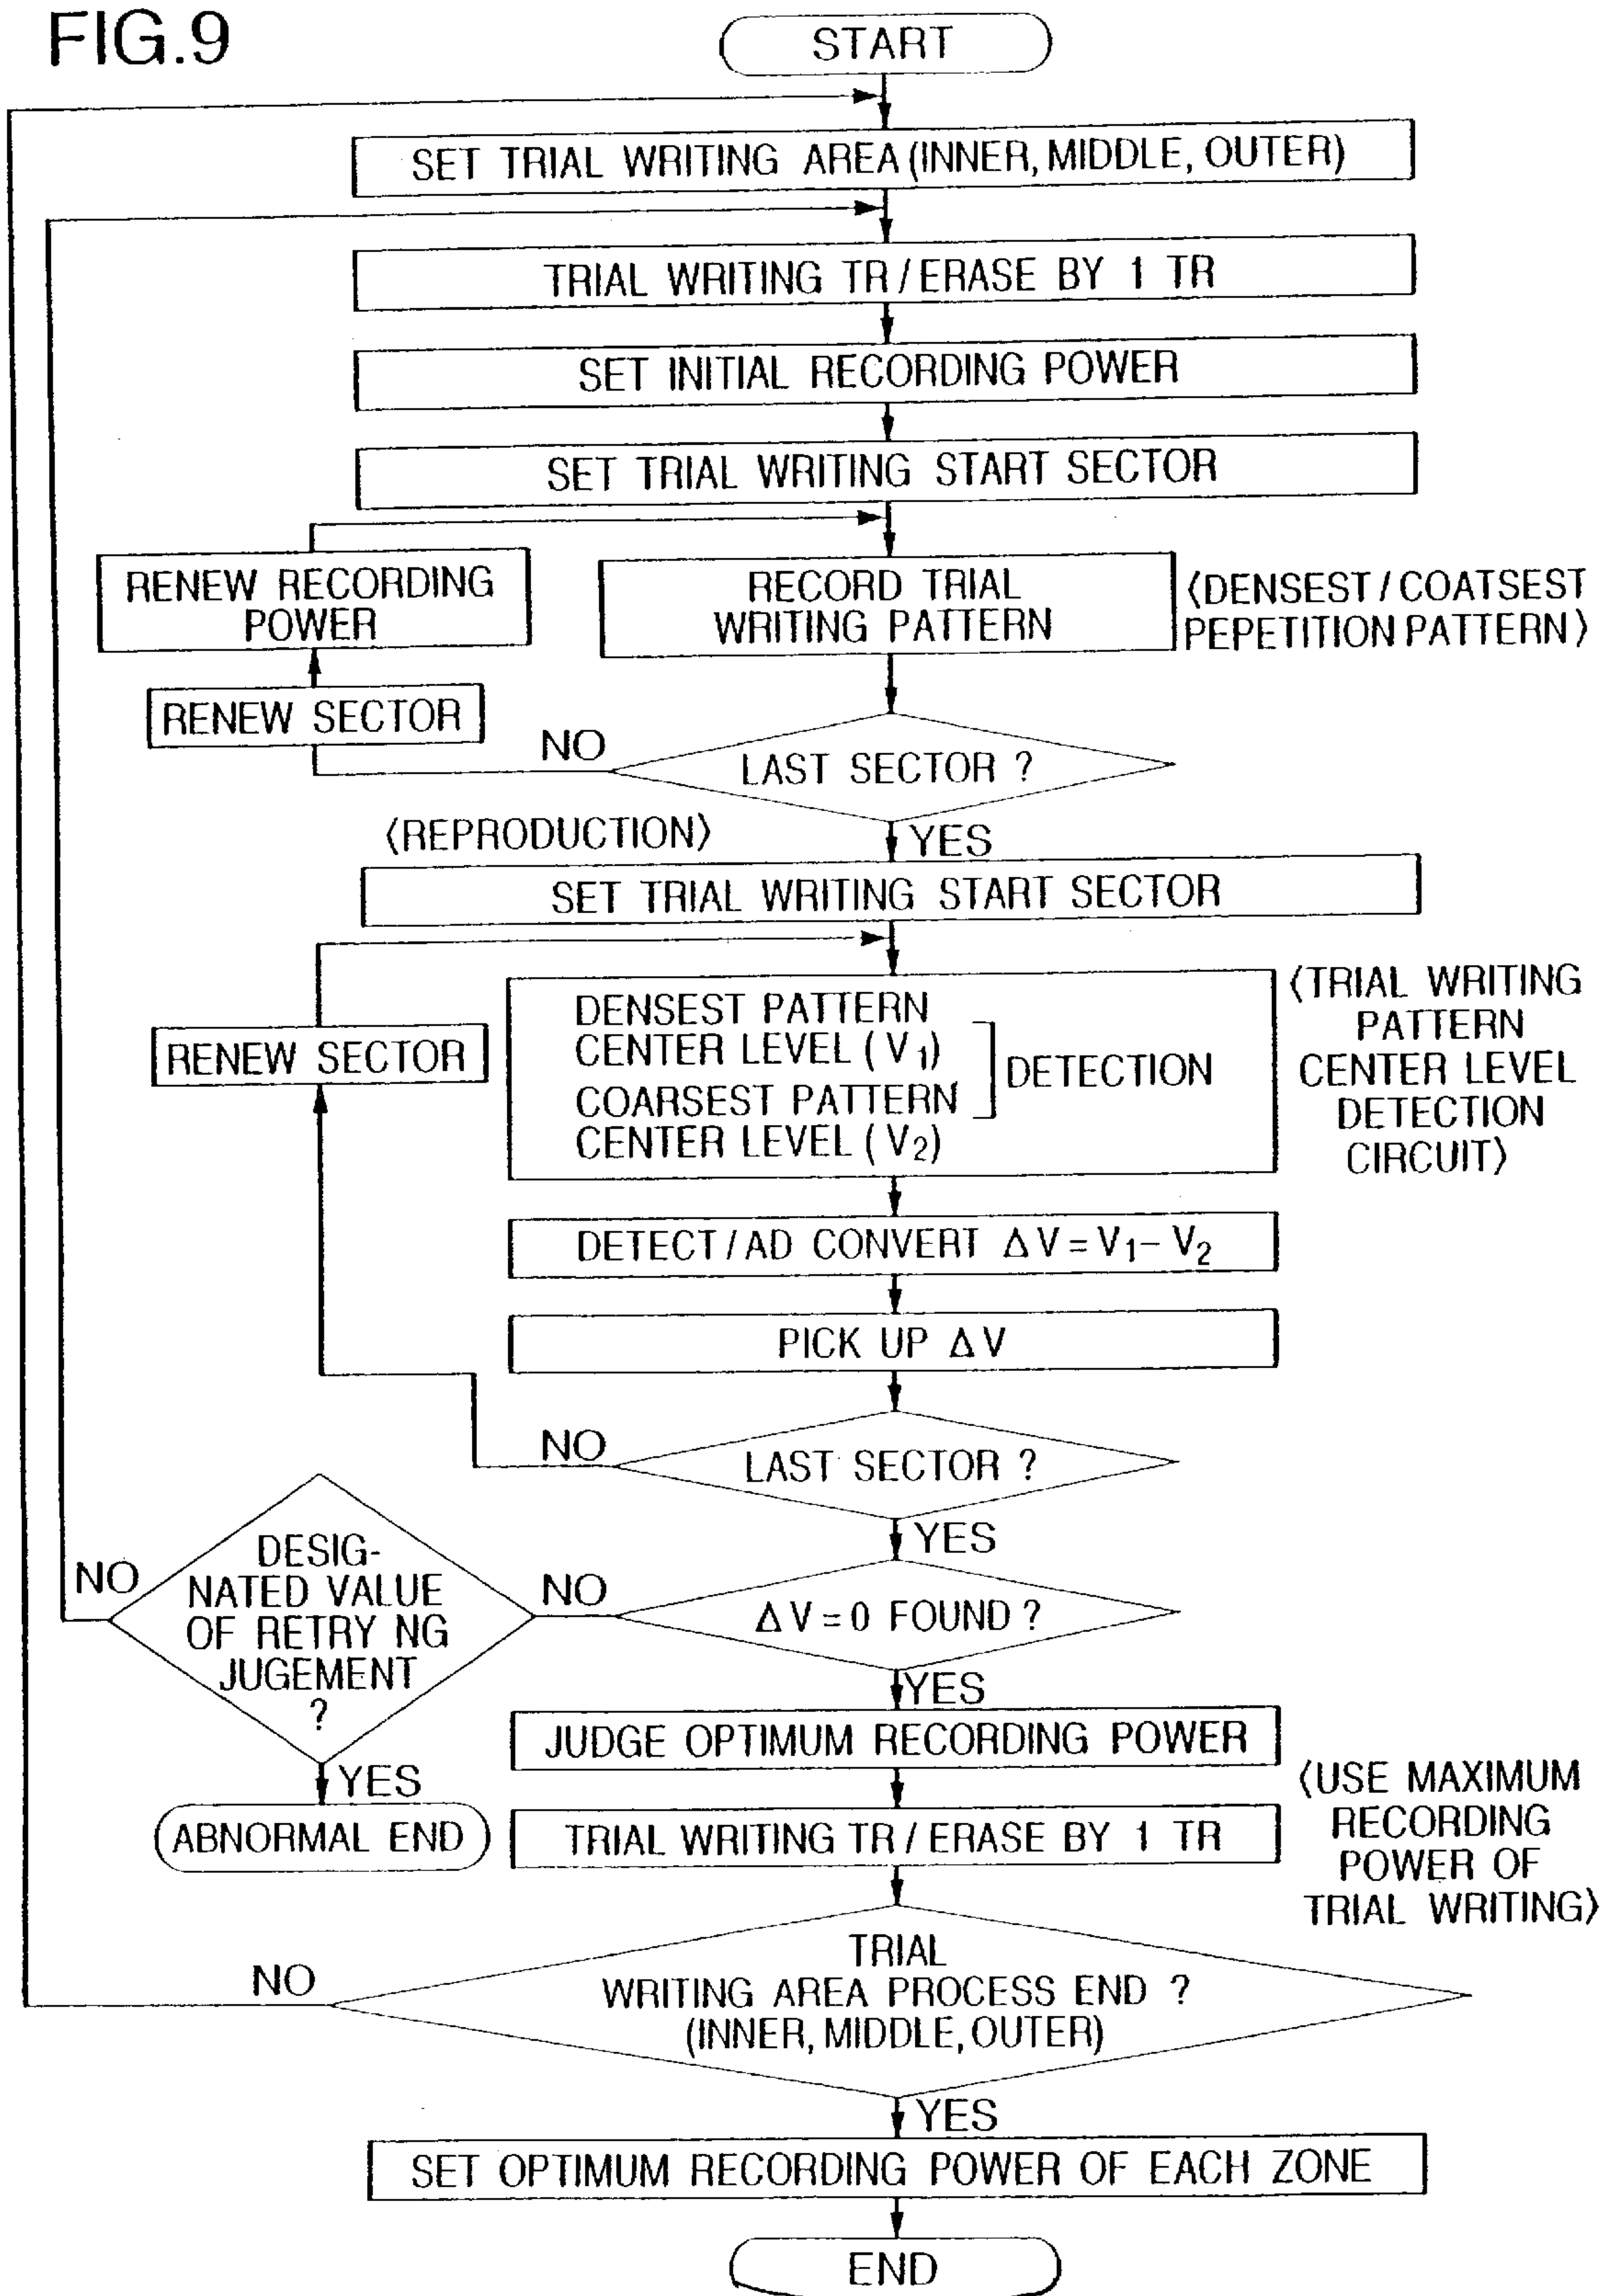 FIG.9
START
SET TRIAL WRITING AREA (INNER, MIDDLE, OUTER)
TRIAL WRITING TR / ERASE BY 1 TR
SET INITIAL RECORDING POWER
SET TRIAL WRITING START SECTOR
RENEW RECORDING
POWER
RECORD TRIAL
WRITING PATTERN
⟨DENSEST / COATSEST
PEPETITION PATTERN⟩
RENEW SECTOR
NO
LAST SECTOR ?
⟨REPRODUCTION⟩
YES
SET TRIAL WRITING START SECTOR
RENEW SECTOR
DENSEST PATTERN
CENTER LEVEL (V1)
COARSEST PATTERN
CENTER LEVEL (V2)
DETECTION
⟨TRIAL WRITING
PATTERN
CENTER LEVEL
DETECTION
CIRCUIT⟩
DETECT / AD CONVERT ΔV = V1 − V2
PICK UP ΔV
NO
LAST SECTOR ?
YES
NO
DESIG-
NATED VALUE
OF RETRY NG
JUGEMENT
?
NO
ΔV = 0 FOUND ?
YES
YES
JUDGE OPTIMUM RECORDING POWER
ABNORMAL END
TRIAL WRITING TR / ERASE BY 1 TR
⟨USE MAXIMUM
RECORDING
POWER OF
TRIAL WRITING⟩
NO
TRIAL
WRITING AREA PROCESS END ?
(INNER, MIDDLE, OUTER)
YES
SET OPTIMUM RECORDING POWER OF EACH ZONE
END